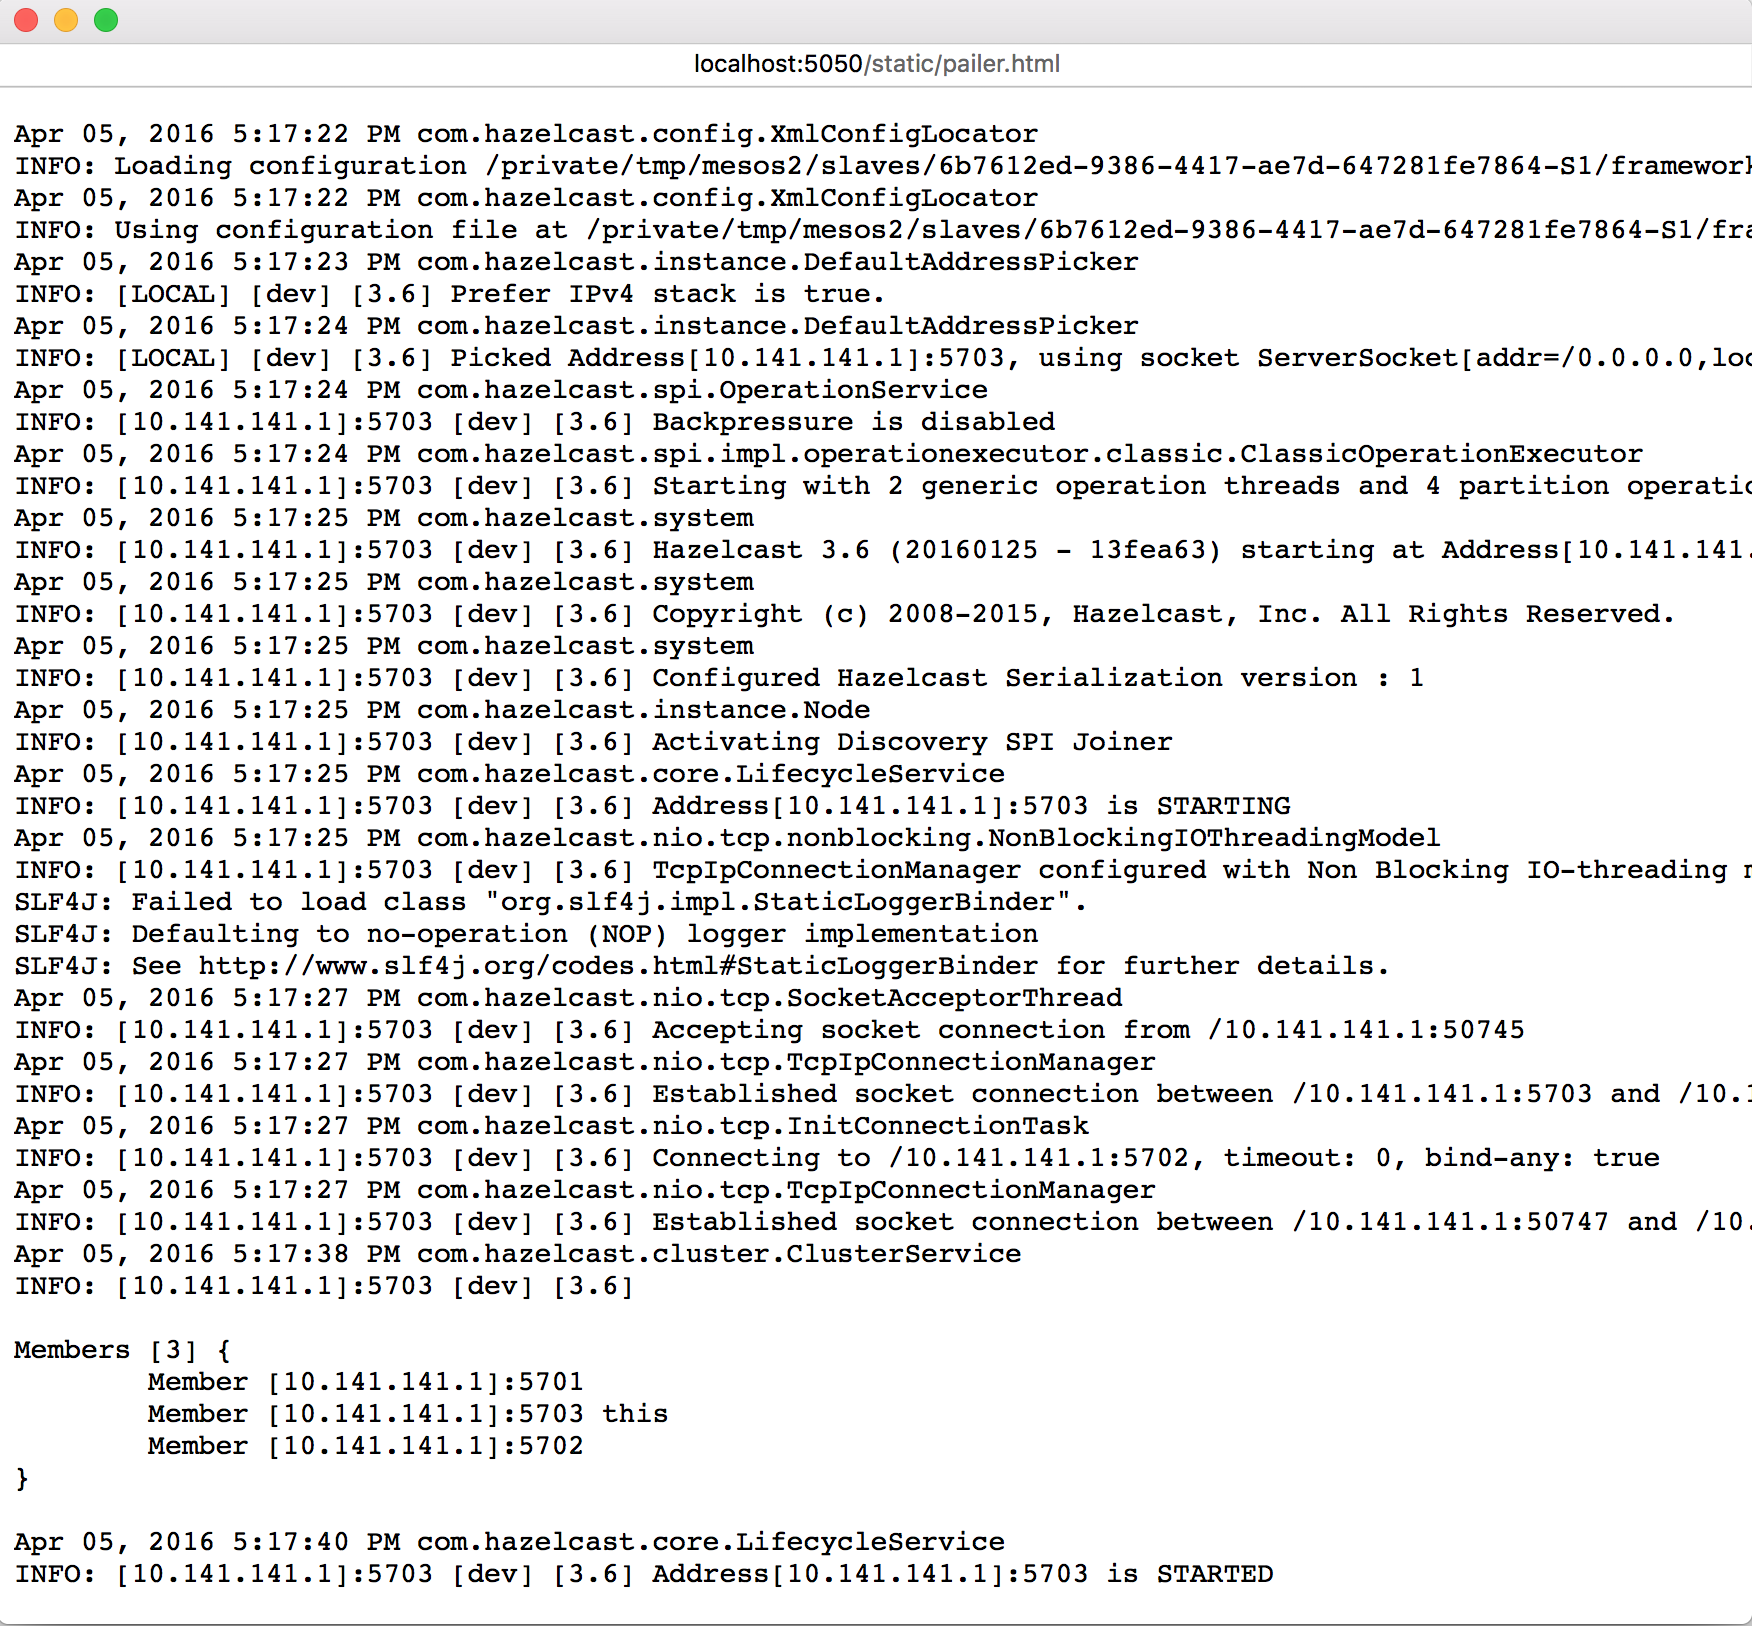 localhost:5050/static/pailer.html
Apr 05, 2016 5:17:22 PM com.hazelcast.config.XmlConfigLocator
INFO: Loading configuration /private/tmp/mesos2/slaves/6b7612ed-9386-4417-ae7d-647281fe7864-S1/framework
Apr 05, 2016 5:17:22 PM com.hazelcast.config.XmlConfigLocator
INFO: Using configuration file at /private/tmp/mesos2/slaves/6b7612ed-9386-4417-ae7d-647281fe7864-S1/fra
Apr 05, 2016 5:17:23 PM com.hazelcast.instance.DefaultAddressPicker
INFO: [LOCAL] [dev] [3.6] Prefer IPv4 stack is true.
Apr 05, 2016 5:17:24 PM com.hazelcast.instance.DefaultAddressPicker
INFO: [LOCAL] [dev] [3.6] Picked Address[10.141.141.1]:5703, using socket ServerSocket[addr=/0.0.0.0,loc
Apr 05, 2016 5:17:24 PM com.hazelcast.spi.OperationService
INFO: [10.141.141.1]:5703 [dev] [3.6] Backpressure is disabled
Apr 05, 2016 5:17:24 PM com.hazelcast.spi.impl.operationexecutor.classic.ClassicOperationExecutor
INFO: [10.141.141.1]:5703 [dev] [3.6] Starting with 2 generic operation threads and 4 partition operatio
Apr 05, 2016 5:17:25 PM com.hazelcast.system
INFO: [10.141.141.1]:5703 [dev] [3.6] Hazelcast 3.6 (20160125 - 13fea63) starting at Address[10.141.141.
Apr 05, 2016 5:17:25 PM com.hazelcast.system
INFO: [10.141.141.1]:5703 [dev] [3.6] Copyright (c) 2008-2015, Hazelcast, Inc. All Rights Reserved.
Apr 05, 2016 5:17:25 PM com.hazelcast.system
INFO: [10.141.141.1]:5703 [dev] [3.6] Configured Hazelcast Serialization version : 1
Apr 05, 2016 5:17:25 PM com.hazelcast.instance.Node
INFO: [10.141.141.1]:5703 [dev] [3.6] Activating Discovery SPI Joiner
Apr 05, 2016 5:17:25 PM com.hazelcast.core.LifecycleService
INFO: [10.141.141.1]:5703 [dev] [3.6] Address[10.141.141.1]:5703 is STARTING
Apr 05, 2016 5:17:25 PM com.hazelcast.nio.tcp.nonblocking.NonBlockingIOThreadingModel
INFO: [10.141.141.1]:5703 [dev] [3.6] TcpIpConnectionManager configured with Non Blocking IO-threading
SLF4J: Failed to load class "org.slf4j.impl.StaticLoggerBinder".
SLF4J: Defaulting to no-operation (NOP) logger implementation
SLF4J: See http://www.slf4j.org/codes.html#StaticLoggerBinder for further details.
Apr 05, 2016 5:17:27 PM com.hazelcast.nio.tcp.SocketAcceptorThread
INFO: [10.141.141.1]:5703 [dev] [3.6] Accepting socket connection from /10.141.141.1:50745
Apr 05, 2016 5:17:27 PM com.hazelcast.nio.tcp.TcpIpConnectionManager
INFO: [10.141.141.1]:5703 [dev] [3.6] Established socket connection between /10.141.141.1:5703 and /10.1
Apr 05, 2016 5:17:27 PM com.hazelcast.nio.tcp.InitConnectionTask
INFO: [10.141.141.1]:5703 [dev] [3.6] Connecting to /10.141.141.1:5702, timeout: 0, bind-any: true
Apr 05, 2016 5:17:27 PM com.hazelcast.nio.tcp.TcpIpConnectionManager
INFO: [10.141.141.1]:5703 [dev] [3.6] Established socket connection between /10.141.141.1:50747 and /10.
Apr 05, 2016 5:17:38 PM com.hazelcast.cluster.ClusterService
INFO: [10.141.141.1]:5703 [dev] [3.6]
Members [3] {
Member [10.141.141.1]:5701
Member [10.141.141.1]:5703 this
Member [10.141.141.1]:5702
}
Apr 05, 2016 5:17:40 PM com.hazelcast.core.LifecycleService
INFO: [10.141.141.1]:5703 [dev] [3.6] Address[10.141.141.1]:5703 is STARTED